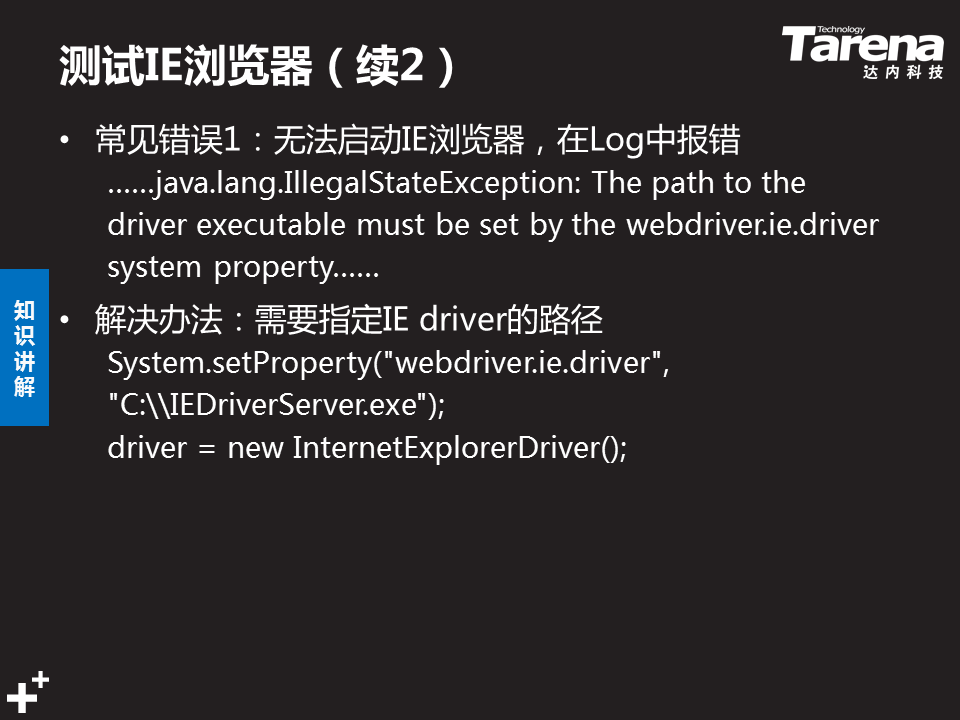 测试IE浏览器（续2）
Technology
Tarena
达内科技
• 常见错误1：无法启动IE浏览器，在Log中报错
……java.lang.IllegalStateException: The path to the
driver executable must be set by the webdriver.ie.driver
system property……
知识讲解
• 解决办法：需要指定IE driver的路径
System.setProperty("webdriver.ie.driver",
"C:\\IEDriverServer.exe");
driver = new InternetExplorerDriver();